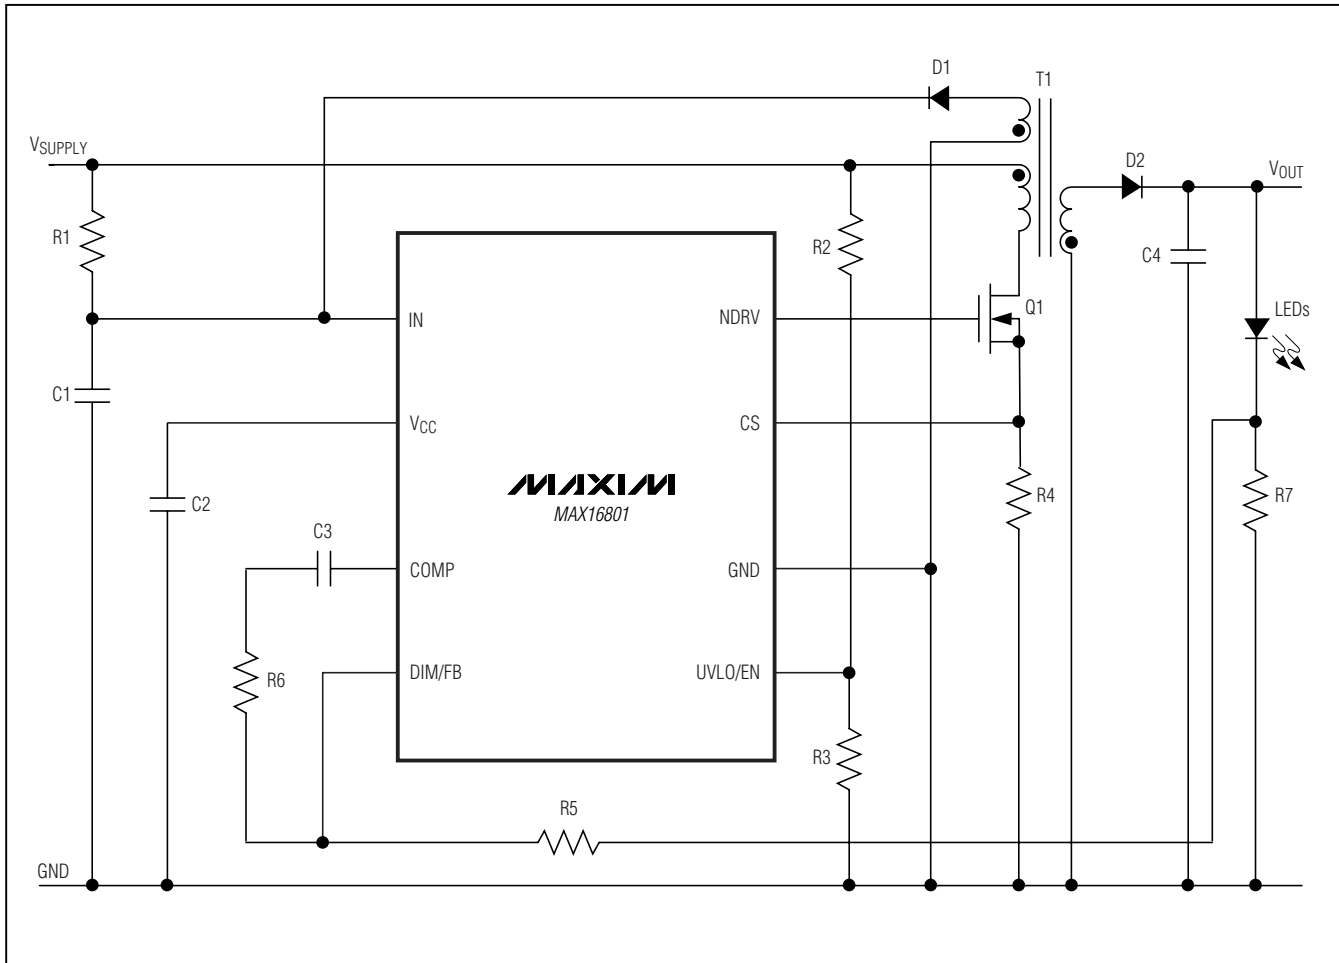 D1
T1
VSUPPLY
D2
VOUT
R1
R2
C4
IN
NDRV
Q1
LEDs
C1
VCC
CS
C2
MAXIM
MAX16801
R4
R7
C3
COMP
GND
R6
DIM/FB
UVLO/EN
R3
R5
GND